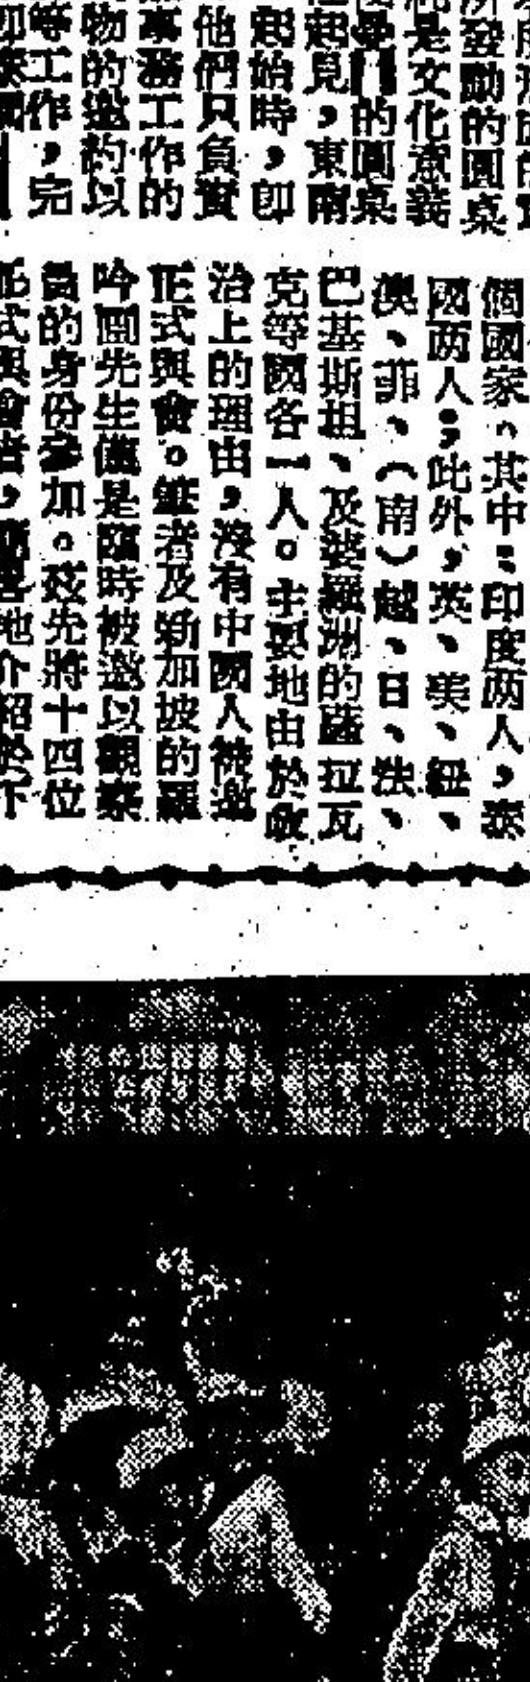 所發動的圓桌
是文化意義
的圓桌
起見，東南
起始時，卽
他們只負責
事務工作的
物的邀約以
等工作，完
個國家。其中：印度两人，泰
國两人；此外，英、美、紐、
澳、菲、（南）越、日、法、
巴基斯坦、及婆羅洲的薩拉瓦
克等國各一人。主要地由於政
治上的理由，沒有中國人被邀
正式與會。筆者及新加坡的羅
吟圃先生僅是臨時被邀以觀察
員的身份參加。茲先將十四位
正式與會者，地介紹於下